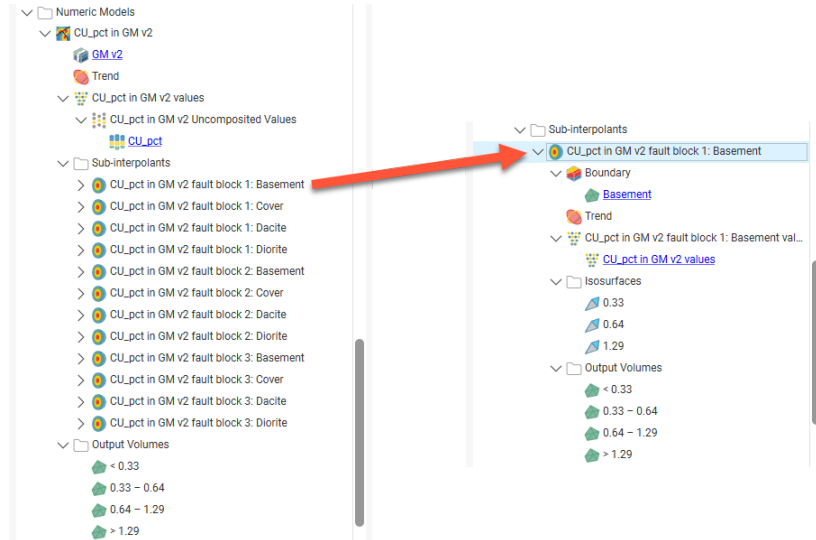 Numeric Models
CU_pct in GM v2
GM v2
Trend
CU_pct in GM v2 values
CU_pct in GM v2 Uncomposited Values
CU_pct
Sub-interpolants
CU_pct in GM v2 fault block 1: Basement
CU_pct in GM v2 fault block 1: Cover
CU_pct in GM v2 fault block 1: Dacite
CU_pct in GM v2 fault block 1: Diorite
CU_pct in GM v2 fault block 2: Basement
CU_pct in GM v2 fault block 2: Cover
CU_pct in GM v2 fault block 2: Dacite
CU_pct in GM v2 fault block 2: Diorite
CU_pct in GM v2 fault block 3: Basement
CU_pct in GM v2 fault block 3: Cover
CU_pct in GM v2 fault block 3: Dacite
CU_pct in GM v2 fault block 3: Diorite
Output Volumes
< 0.33
0.33 – 0.64
0.64 – 1.29
> 1.29
Sub-interpolants
CU_pct in GM v2 fault block 1: Basement
Boundary
Basement
Trend
CU_pct in GM v2 fault block 1: Basement val...
CU_pct in GM v2 values
Isosurfaces
0.33
0.64
1.29
Output Volumes
< 0.33
0.33 – 0.64
0.64 – 1.29
> 1.29